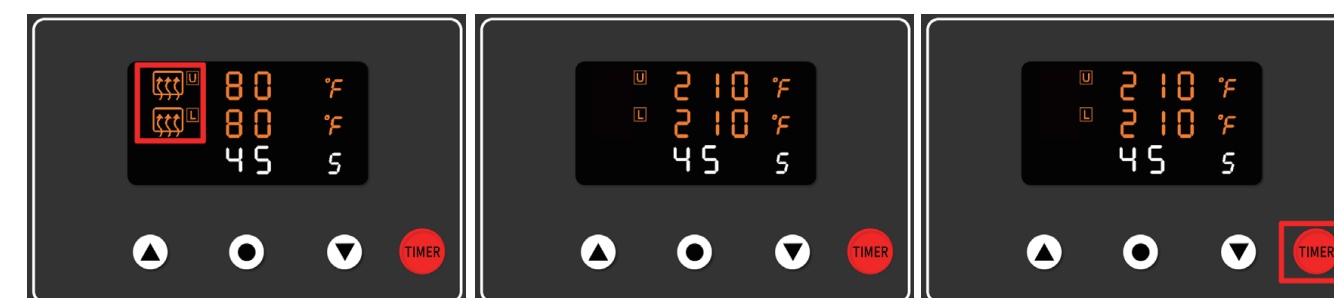 U 80 °F
L 80 °F
45 S
TIMER
U 210 °F
L 210 °F
45 S
TIMER
U 210 °F
L 210 °F
45 S
TIMER